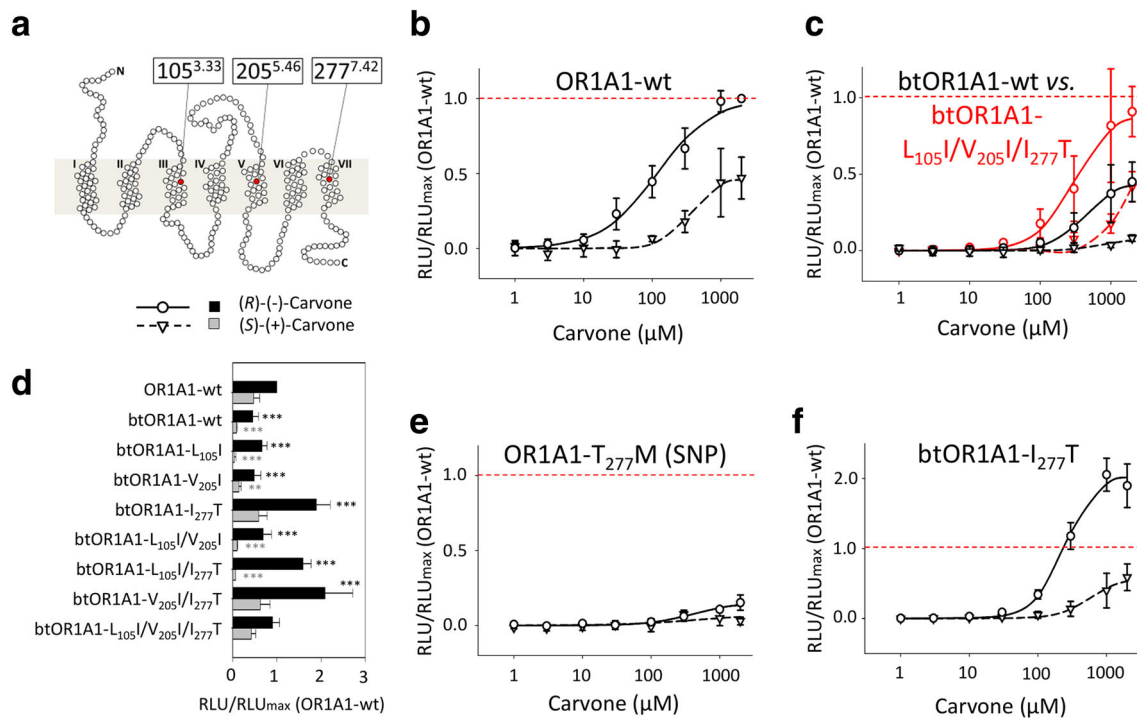 a
105³·³³ 205⁵·⁴⁶ 277⁷·⁴²
N
I II III IV V VI VII
C
(R)-(-)-Carvone
(S)-(+)-Carvone
b
OR1A1-wt
RLU/RLUmax (OR1A1-wt)
1.0
0.5
0.0
1 10 100 1000
Carvone (µM)
c
btOR1A1-wt vs.
btOR1A1-
L₁₀₅I/V₂₀₅I/I₂₇₇T
RLU/RLUmax (OR1A1-wt)
1.0
0.5
0.0
1 10 100 1000
Carvone (µM)
d
OR1A1-wt
btOR1A1-wt ***
***
btOR1A1-L₁₀₅I ***
***
btOR1A1-V₂₀₅I ***
**
btOR1A1-I₂₇₇T ***
btOR1A1-L₁₀₅I/V₂₀₅I ***
***
btOR1A1-L₁₀₅I/I₂₇₇T ***
***
btOR1A1-V₂₀₅I/I₂₇₇T ***
btOR1A1-L₁₀₅I/V₂₀₅I/I₂₇₇T
0 1 2 3
RLU/RLUmax (OR1A1-wt)
e
OR1A1-T₂₇₇M (SNP)
RLU/RLUmax (OR1A1-wt)
1.0
0.5
0.0
1 10 100 1000
Carvone (µM)
f
btOR1A1-I₂₇₇T
RLU/RLUmax (OR1A1-wt)
2.0
1.0
0.0
1 10 100 1000
Carvone (µM)